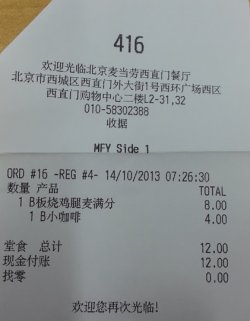 416
欢迎光临北京麦当劳西直门餐厅
北京市西城区西直门外大街1号西环广场西区
西直门购物中心二楼L2-31,32
010-58302388
收据
MFY Side 1
ORD #16 -REG #4- 14/10/2013 07:26:30
数量 产品 TOTAL
1 B板烧鸡腿麦满分 8.00
1 B小咖啡 4.00
堂食 总计 12.00
现金付账 12.00
找零 0.00
欢迎您再次光临!